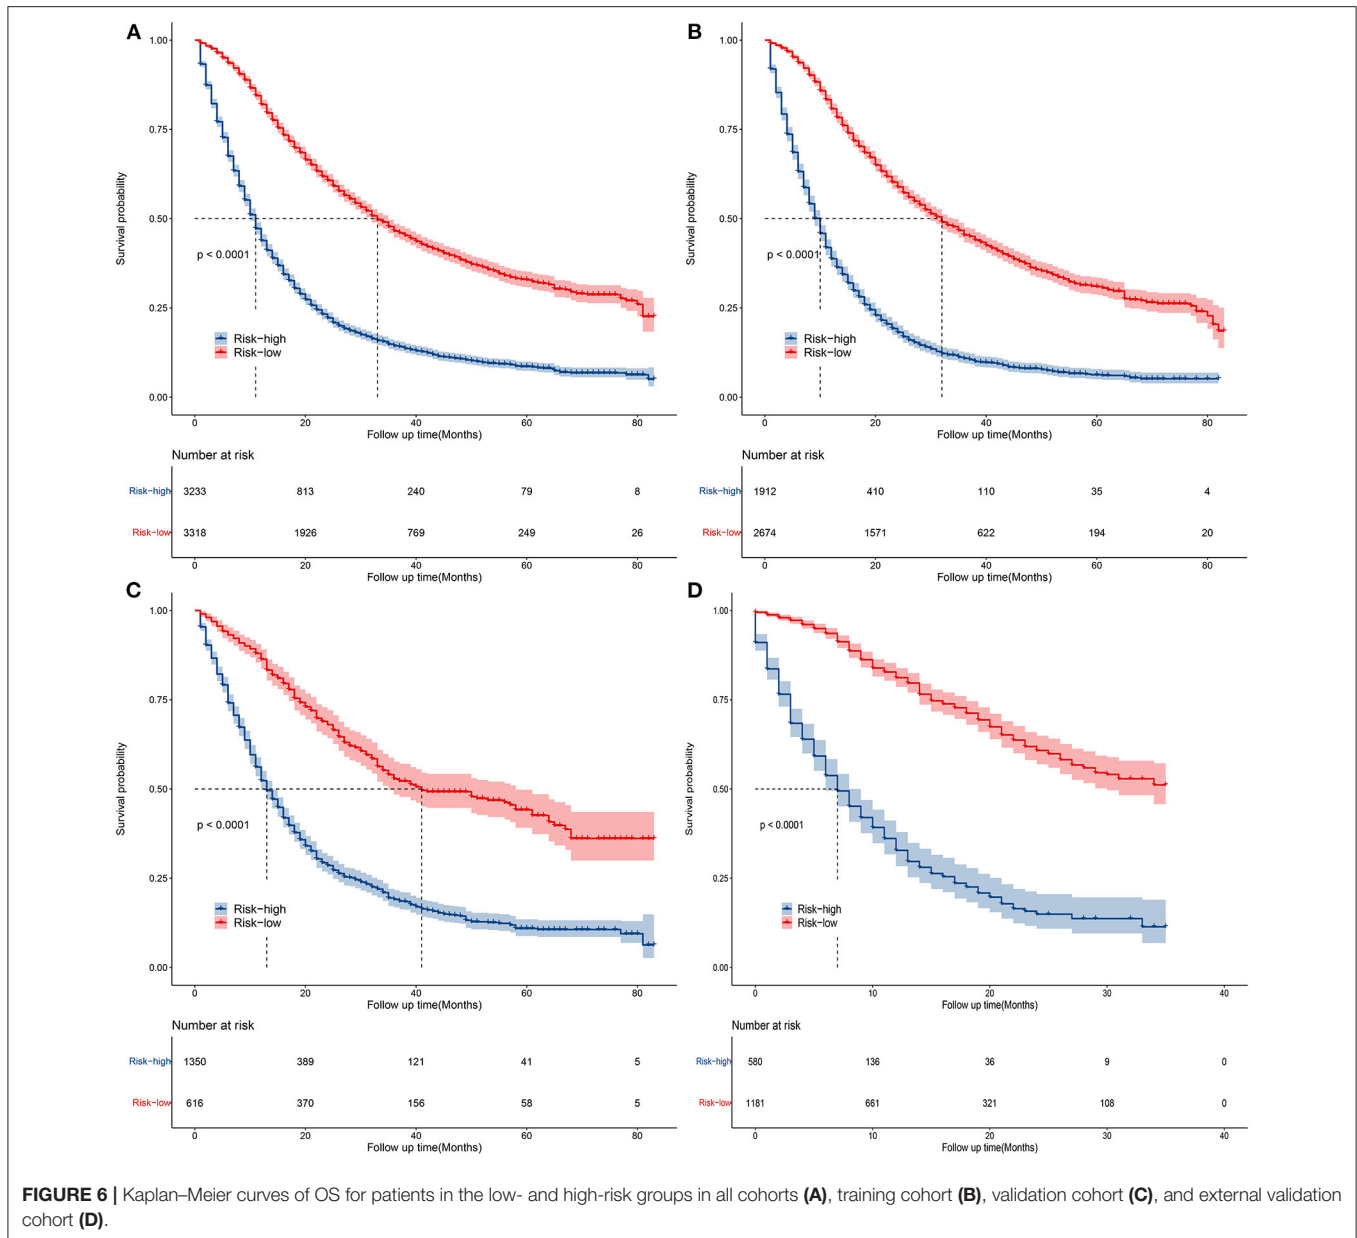 A
1.00
0.75
0.50
0.25
0.00
Survival probability
p < 0.0001
Risk-high
Risk-low
0 20 40 60 80
Follow up time(Months)
Number at risk
Risk-high 3233 813 240 79 8
Risk-low 3318 1926 769 249 26
0 20 40 60 80
Follow up time(Months)
B
1.00
0.75
0.50
0.25
0.00
Survival probability
p < 0.0001
Risk-high
Risk-low
0 20 40 60 80
Follow up time(Months)
Number at risk
Risk-high 1912 410 110 35 4
Risk-low 2674 1571 622 194 20
0 20 40 60 80
Follow up time(Months)
C
1.00
0.75
0.50
0.25
0.00
Survival probability
p < 0.0001
Risk-high
Risk-low
0 20 40 60 80
Follow up time(Months)
Number at risk
Risk-high 1350 389 121 41 5
Risk-low 616 370 156 58 5
0 20 40 60 80
Follow up time(Months)
D
1.00
0.75
0.50
0.25
0.00
Survival probability
p < 0.0001
Risk-high
Risk-low
0 10 20 30 40
Follow up time(Months)
Number at risk
Risk-high 580 136 36 9 0
Risk-low 1181 661 321 108 0
0 10 20 30 40
Follow up time(Months)
FIGURE 6 | Kaplan–Meier curves of OS for patients in the low- and high-risk groups in all cohorts (A), training cohort (B), validation cohort (C), and external validation
cohort (D).